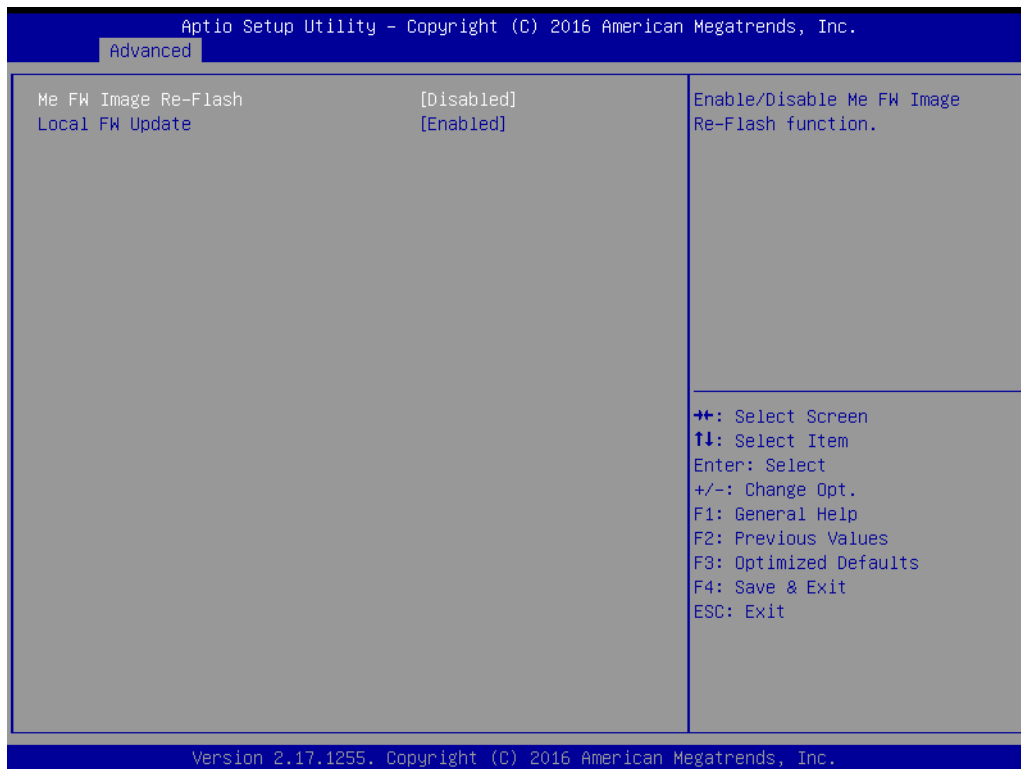 Aptio Setup Utility – Copyright (C) 2016 American Megatrends, Inc.
Advanced
Me FW Image Re-Flash [Disabled]
Local FW Update [Enabled]
Enable/Disable Me FW Image
Re-Flash function.
→←: Select Screen
↑↓: Select Item
Enter: Select
+/-: Change Opt.
F1: General Help
F2: Previous Values
F3: Optimized Defaults
F4: Save & Exit
ESC: Exit
Version 2.17.1255. Copyright (C) 2016 American Megatrends, Inc.